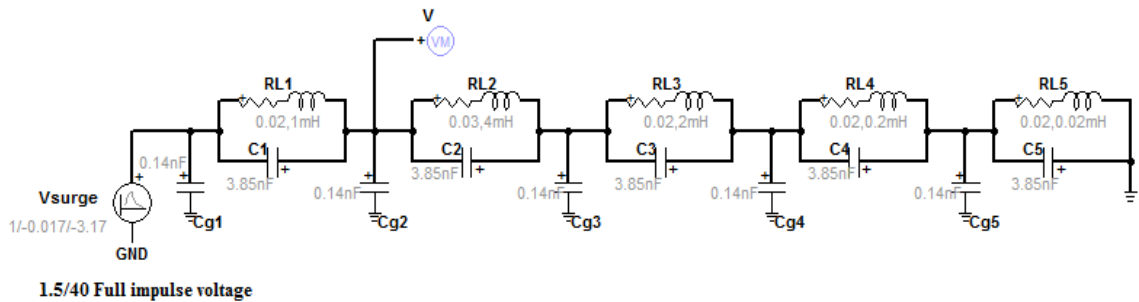 V
+ VM
RL1 RL2 RL3 RL4 RL5
+ + + + +
0.02,1mH 0.03,4mH 0.02,2mH 0.02,0.2mH 0.02,0.02mH
C1 C2 C3 C4 C5
+ + + + +
0.14nF 3.85nF 0.14nF 3.85nF 0.14nF 3.85nF 0.14nF 3.85nF 0.14nF 3.85nF
+ + + + + +
Vsurge
1/-0.017/-3.17
Cg1 Cg2 Cg3 Cg4 Cg5
GND
1.5/40 Full impulse voltage